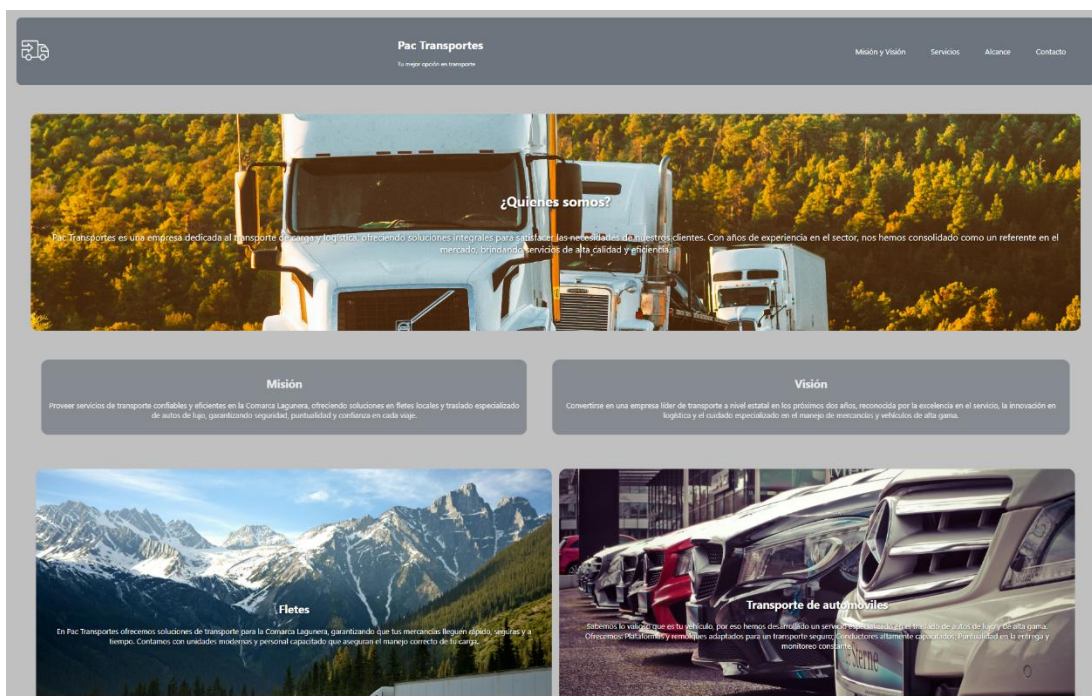 Pac Transportes
Tu mejor opción en transporte
Misión y Visión Servicios Alcance Contacto
¿Quienes somos?
Pac Transportes es una empresa dedicada al transporte de carga y logística, ofreciendo soluciones integrales para satisfacer las necesidades de nuestros clientes. Con años de experiencia en el sector, nos hemos consolidado como un referente en el
mercado, brindando servicios de alta calidad y eficiencia.
Misión
Proveer servicios de transporte confiables y eficientes en la Comarca Lagunera, ofreciendo soluciones en fletes locales y traslado especializado
de autos de lujo, garantizando seguridad, puntualidad y confianza en cada viaje.
Visión
Convertirse en una empresa líder de transporte a nivel estatal en los próximos dos años, reconocida por la excelencia en el servicio, la innovación en
logística y el cuidado especializado en el manejo de mercancías y vehículos de alta gama.
Fletes
En Pac Transportes ofrecemos soluciones de transporte para la Comarca Lagunera, garantizando que tus mercancías lleguen rápido, seguras y a
tiempo. Contamos con unidades modernas y personal capacitado que aseguran el manejo correcto de tu carga.
Transporte de automóviles
Sabemos lo valioso que es tu vehículo, por eso hemos desarrollado un servicio especializado en el traslado de autos de lujo y de alta gama.
Ofrecemos: Plataformas y remolques adaptados para un transporte seguro; Conductores altamente capacitados; Puntualidad en la entrega y
monitoreo constante.
Sterne